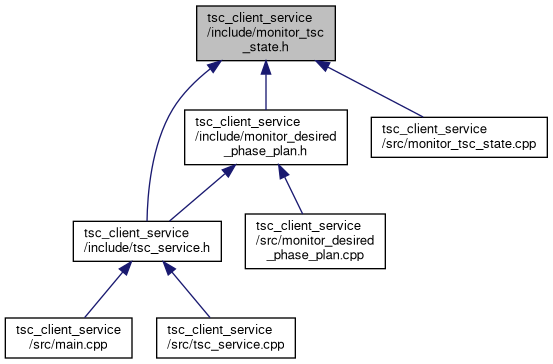 tsc_client_service
/include/monitor_tsc
_state.h
tsc_client_service
/include/monitor_desired
_phase_plan.h
tsc_client_service
/src/monitor_tsc_state.cpp
tsc_client_service
/include/tsc_service.h
tsc_client_service
/src/monitor_desired
_phase_plan.cpp
tsc_client_service
/src/main.cpp
tsc_client_service
/src/tsc_service.cpp